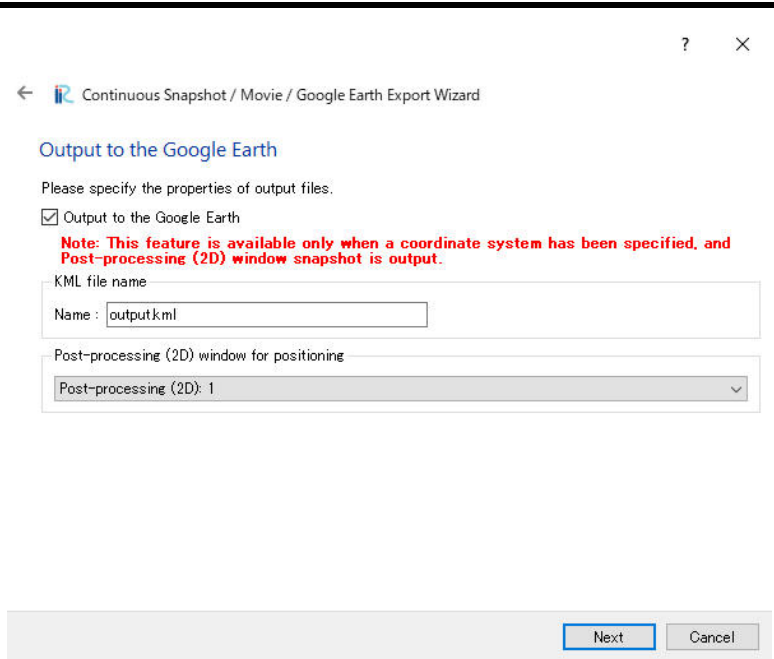 ?
iRC Continuous Snapshot / Movie / Google Earth Export Wizard
Output to the Google Earth
Please specify the properties of output files.
Output to the Google Earth
Note: This feature is available only when a coordinate system has been specified, and
Post-processing (2D) window snapshot is output.
KML file name
Name : output.kml
Post-processing (2D) window for positioning
Post-processing (2D): 1
Next Cancel